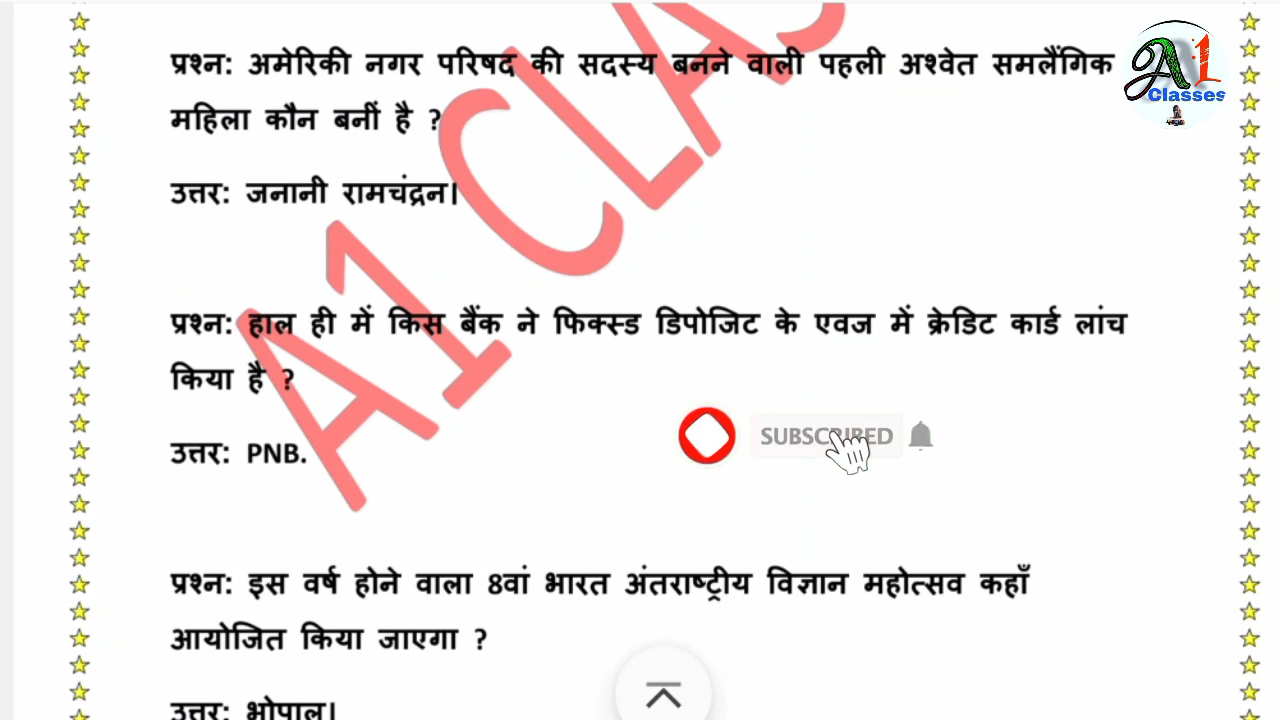 प्रश्न: अमेरिकी नगर परिषद की सदस्य बनने वाली पहली अश्वेत समलैंगिक
महिला कौन बनीं है ?
उत्तर: जनानी रामचंद्रन।
प्रश्न: हाल ही में किस बैंक ने फिक्स्ड डिपोजिट के एवज में क्रेडिट कार्ड लांच
किया है ?
उत्तर: PNB.
प्रश्न: इस वर्ष होने वाला 8वां भारत अंतराष्ट्रीय विज्ञान महोत्सव कहाँ
आयोजित किया जाएगा ?
उत्तर: भोपाल।
A1 CLAS
A1
Classes
SUBSCRIBED